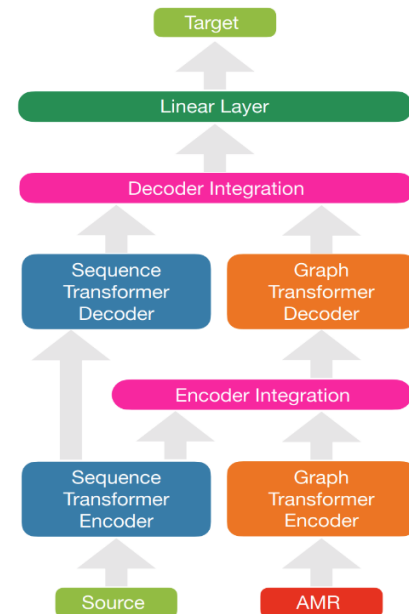 Target
Linear Layer
Decoder Integration
Sequence
Transformer
Decoder
Graph
Transformer
Decoder
Encoder Integration
Sequence
Transformer
Encoder
Graph
Transformer
Encoder
Source
AMR